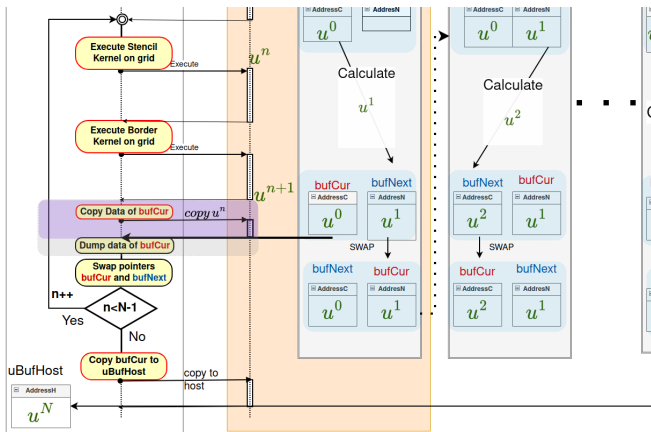 AddressC
AddresN
u^0
u^0
u^1
Execute Stencil
Kernel on grid
Execute
u^n
Calculate
u^1
Calculate
u^2
Execute Border
Kernel on grid
Execute
u^{n+1}
bufCur
bufNext
bufNext
bufCur
AddressC
AddressN
AddressC
AddressN
u^0
u^1
u^2
u^1
Copy Data of bufCur
copy u^n
Dump data of bufCur
SWAP
SWAP
Swap pointers
bufCur and bufNext
bufNext
bufCur
bufCur
bufNext
AddressC
AddressN
AddressC
AddressN
u^0
u^1
u^2
u^1
n++
n<N-1
Yes
No
Copy bufCur to
uBufHost
copy to
host
uBufHost
AddressH
u^N